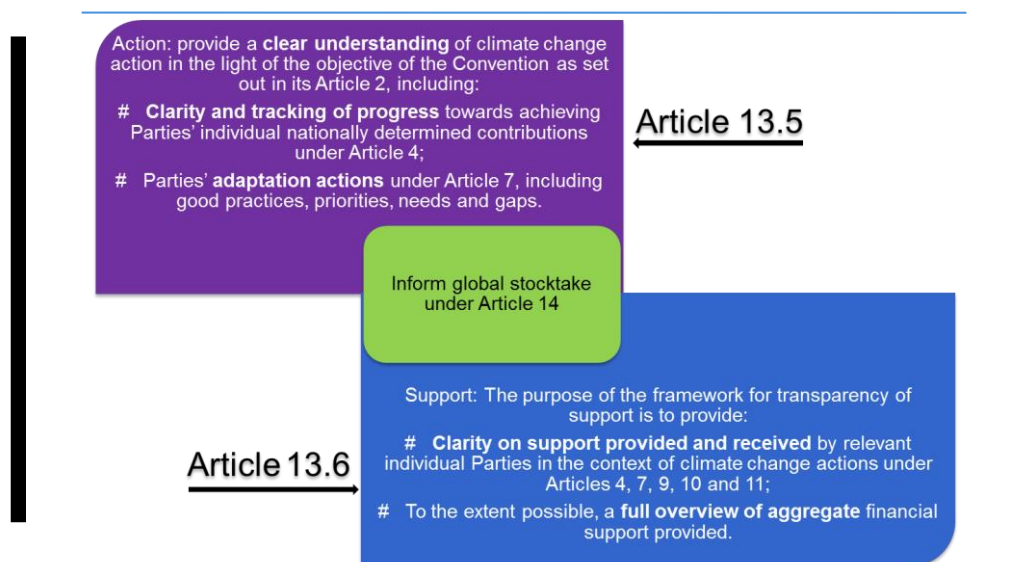 Action: provide a clear understanding of climate change
action in the light of the objective of the Convention as set
out in its Article 2, including:
# Clarity and tracking of progress towards achieving
Parties' individual nationally determined contributions
under Article 4;
# Parties' adaptation actions under Article 7, including
good practices, priorities, needs and gaps.
Article 13.5
Inform global stocktake
under Article 14
Support: The purpose of the framework for transparency of
support is to provide:
# Clarity on support provided and received by relevant
individual Parties in the context of climate change actions under
Articles 4, 7, 9, 10 and 11;
# To the extent possible, a full overview of aggregate financial
support provided.
Article 13.6